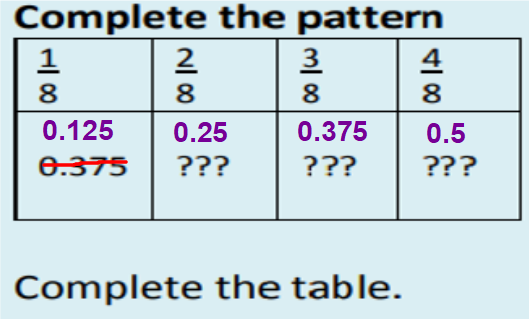 Complete the pattern
1/8 2/8 3/8 4/8
0.125 0.25 0.375 0.5
0.375 ??? ??? ???
Complete the table.